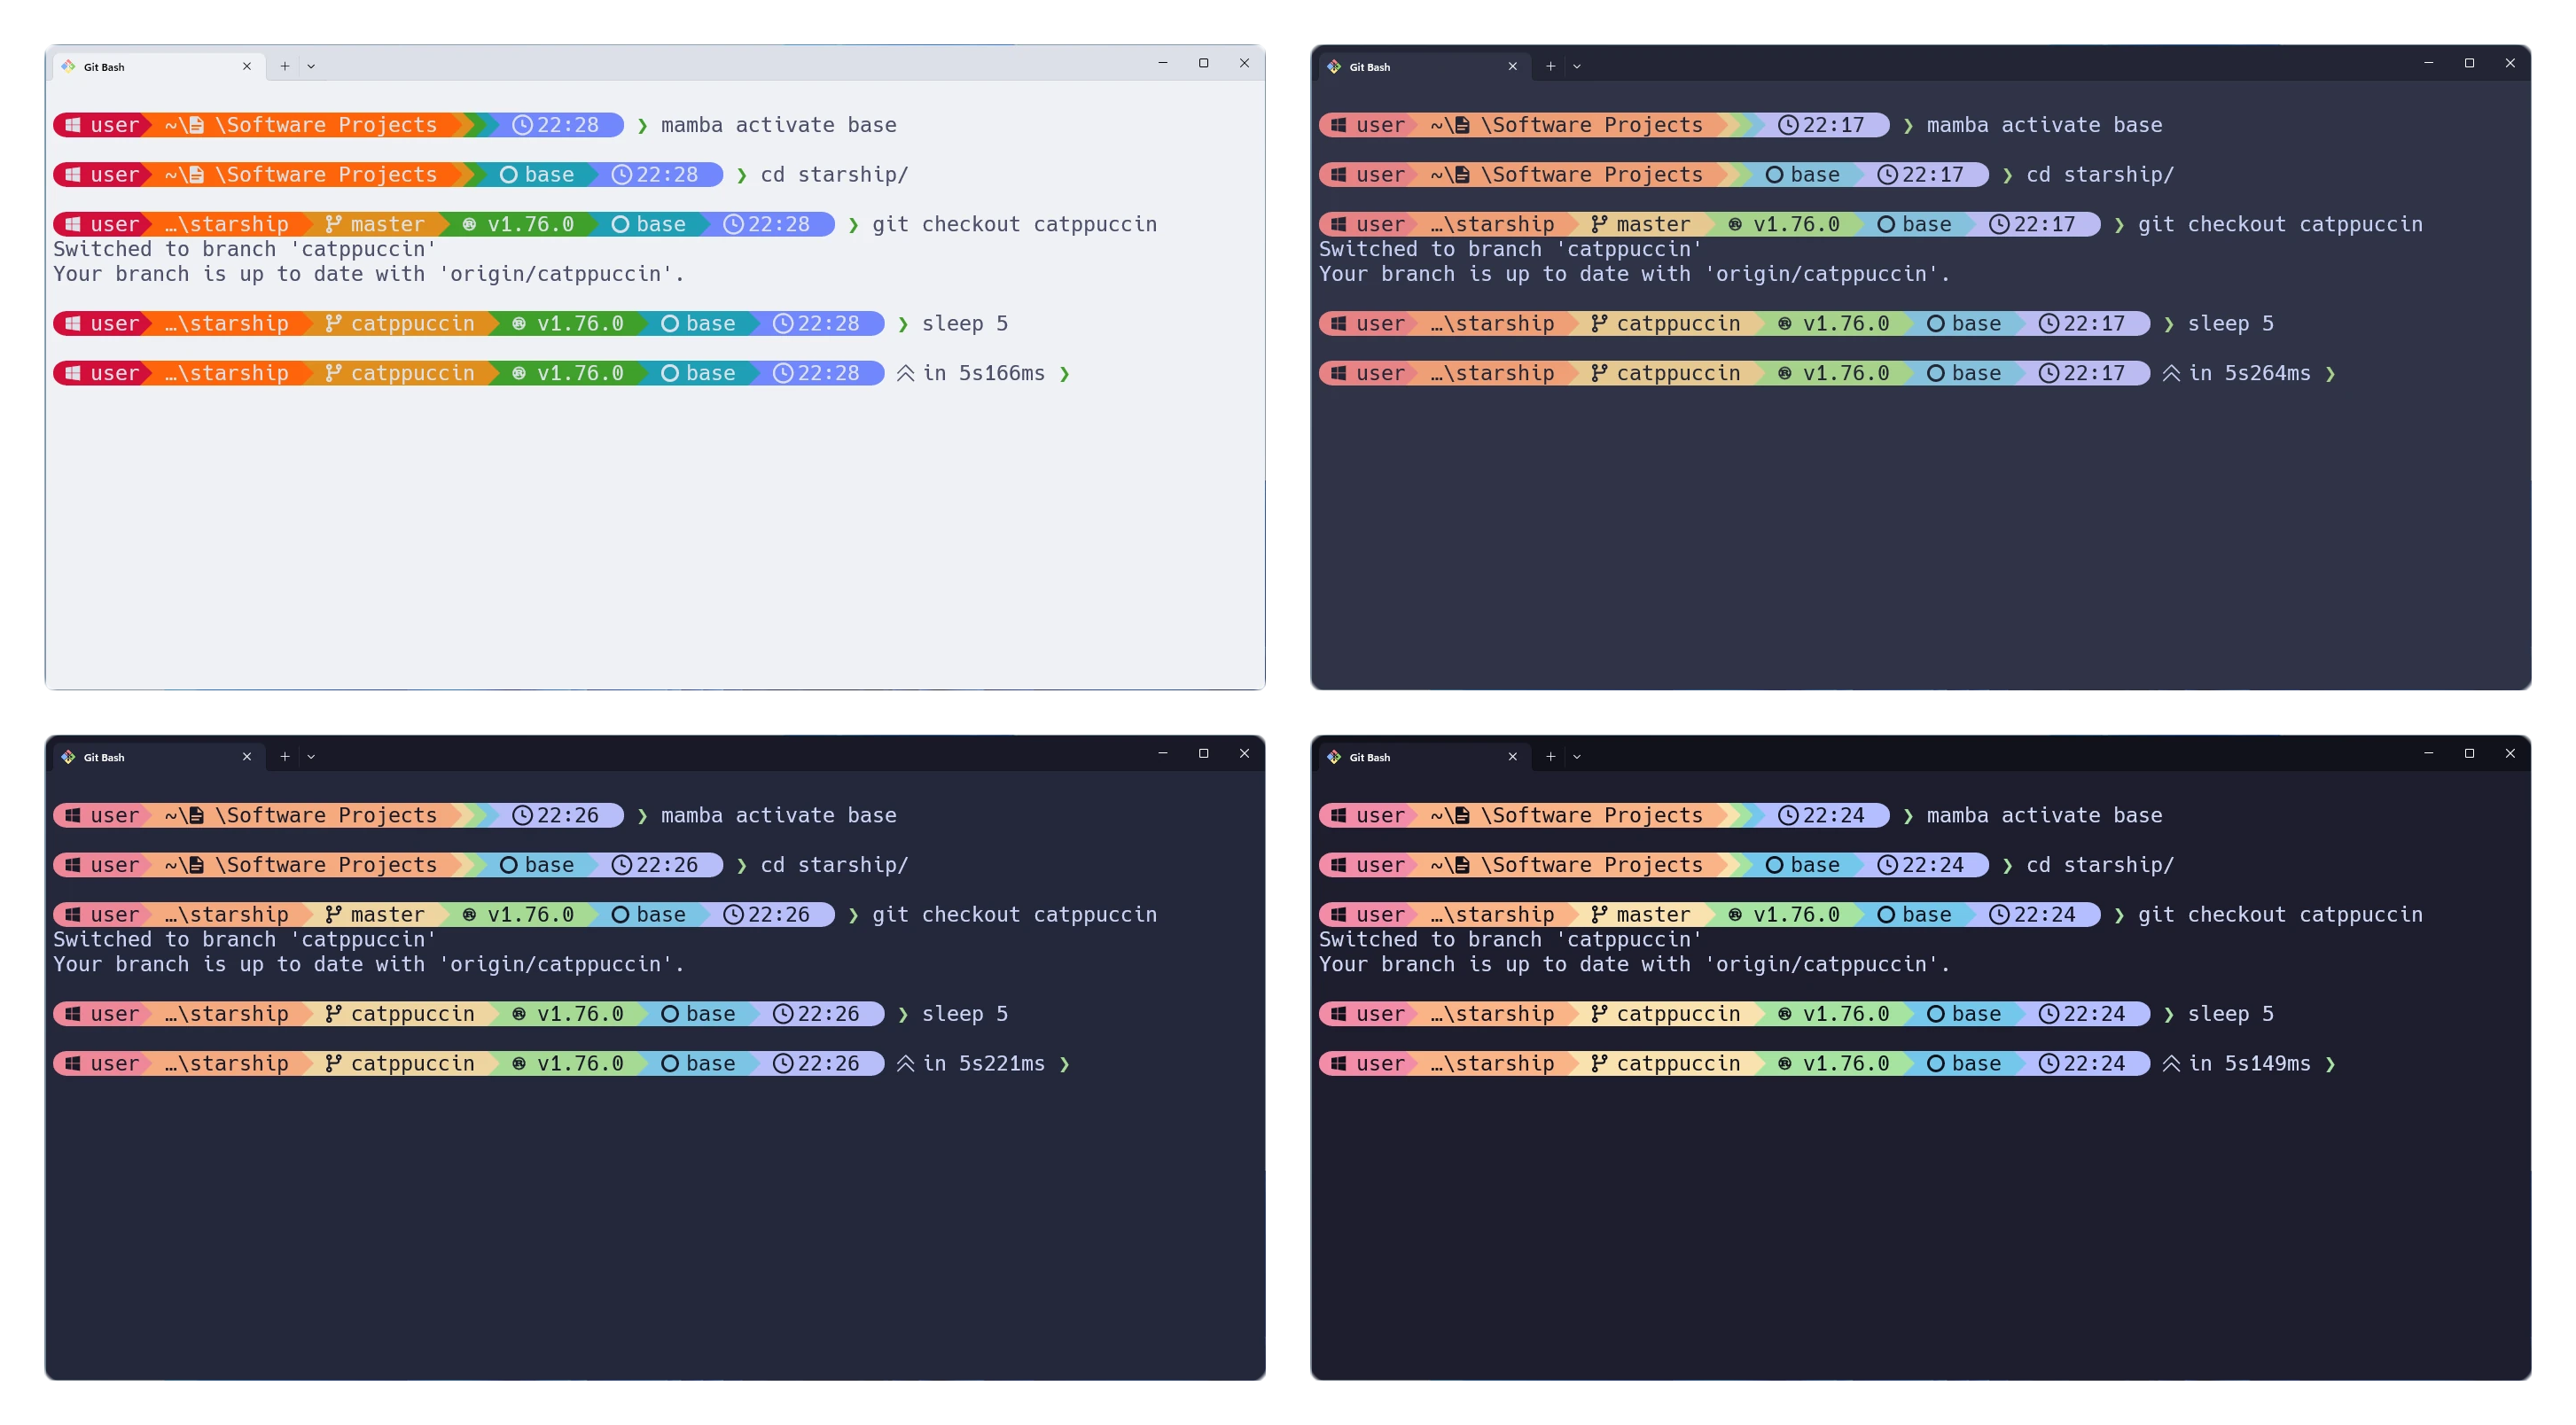 Git Bash
user ~\ \Software Projects 22:28 ❯ mamba activate base
user ~\ \Software Projects base 22:28 ❯ cd starship/
user …\starship master v1.76.0 base 22:28 ❯ git checkout catppuccin
Switched to branch 'catppuccin'
Your branch is up to date with 'origin/catppuccin'.
user …\starship catppuccin v1.76.0 base 22:28 ❯ sleep 5
user …\starship catppuccin v1.76.0 base 22:28 in 5s166ms ❯
Git Bash
user ~\ \Software Projects 22:17 ❯ mamba activate base
user ~\ \Software Projects base 22:17 ❯ cd starship/
user …\starship master v1.76.0 base 22:17 ❯ git checkout catppuccin
Switched to branch 'catppuccin'
Your branch is up to date with 'origin/catppuccin'.
user …\starship catppuccin v1.76.0 base 22:17 ❯ sleep 5
user …\starship catppuccin v1.76.0 base 22:17 in 5s264ms ❯
Git Bash
user ~\ \Software Projects 22:26 ❯ mamba activate base
user ~\ \Software Projects base 22:26 ❯ cd starship/
user …\starship master v1.76.0 base 22:26 ❯ git checkout catppuccin
Switched to branch 'catppuccin'
Your branch is up to date with 'origin/catppuccin'.
user …\starship catppuccin v1.76.0 base 22:26 ❯ sleep 5
user …\starship catppuccin v1.76.0 base 22:26 in 5s221ms ❯
Git Bash
user ~\ \Software Projects 22:24 ❯ mamba activate base
user ~\ \Software Projects base 22:24 ❯ cd starship/
user …\starship master v1.76.0 base 22:24 ❯ git checkout catppuccin
Switched to branch 'catppuccin'
Your branch is up to date with 'origin/catppuccin'.
user …\starship catppuccin v1.76.0 base 22:24 ❯ sleep 5
user …\starship catppuccin v1.76.0 base 22:24 in 5s149ms ❯